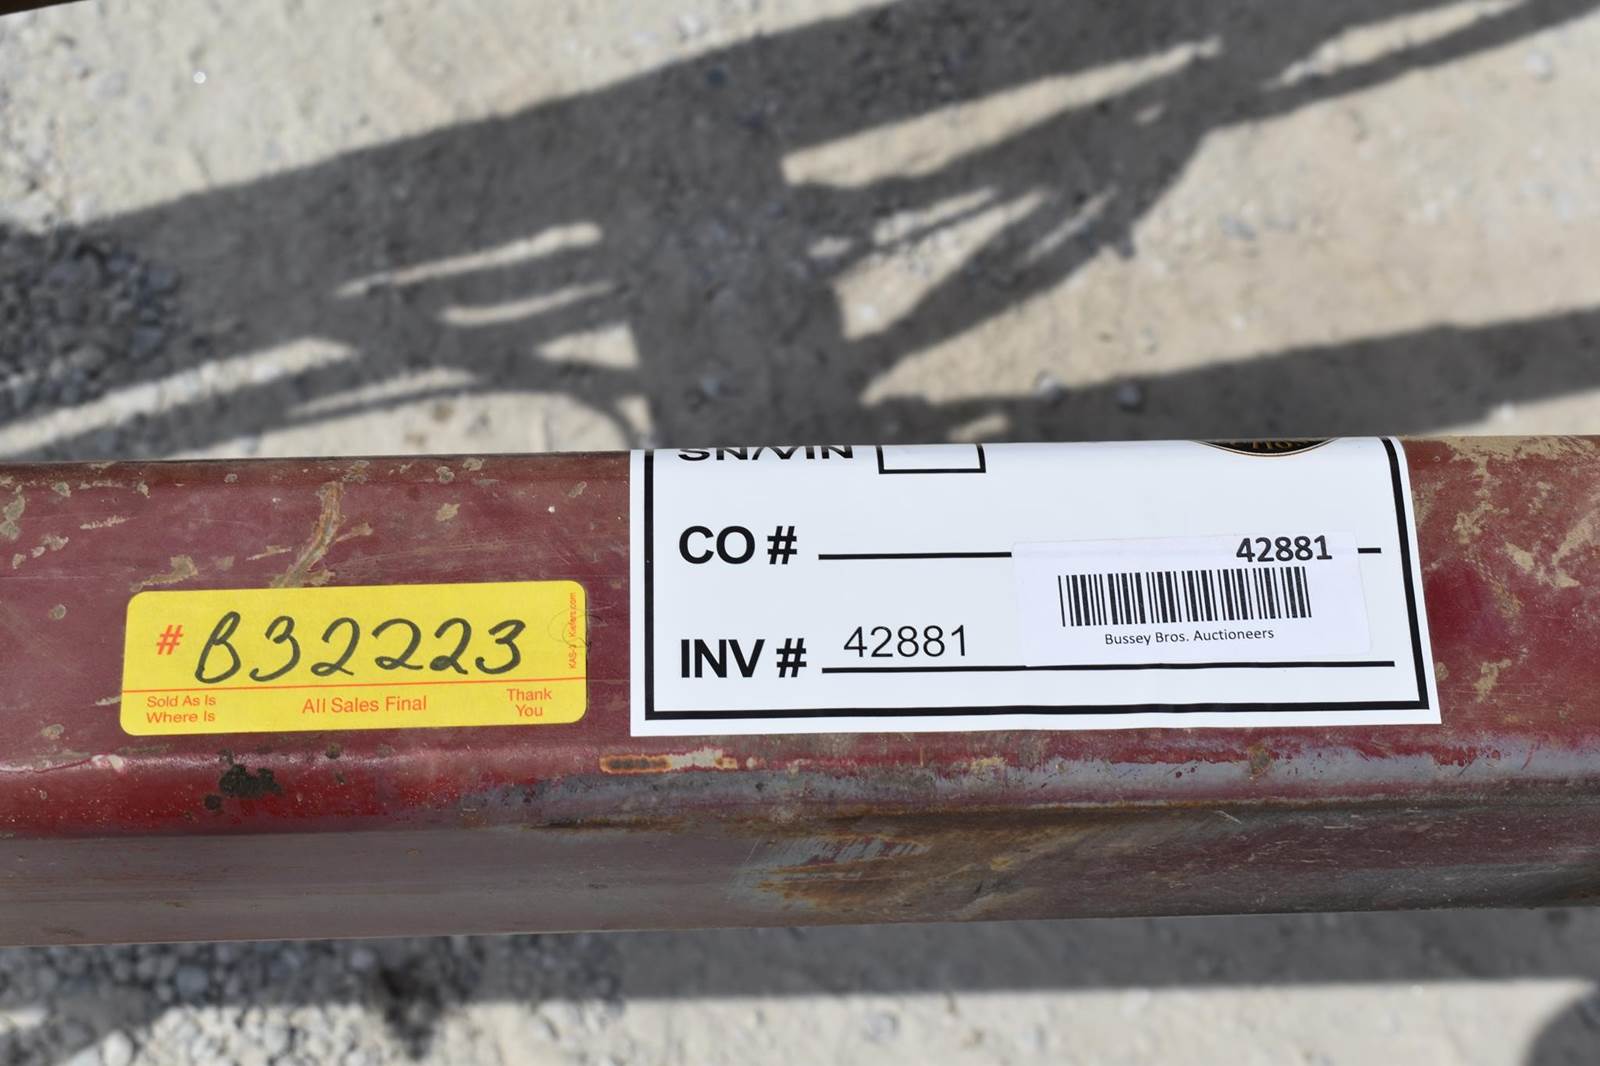 # B32223
Sold As Is
Where Is
All Sales Final
Thank
You
SN/VIN
CO #
INV # 42881
42881
Bussey Bros. Auctioneers